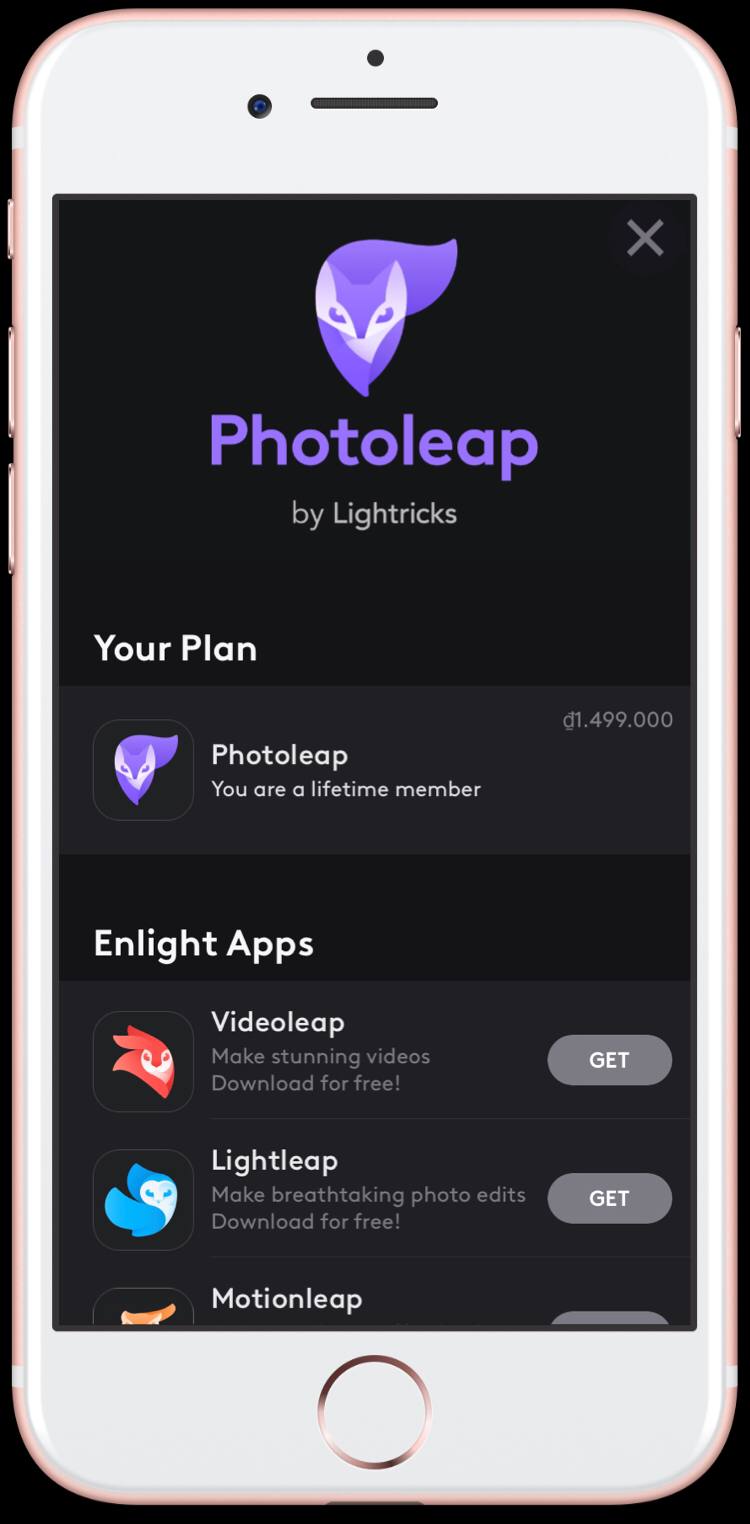 Photoleap
by Lightricks
Your Plan
₫1.499.000
Photoleap
You are a lifetime member
Enlight Apps
Videoleap
Make stunning videos
Download for free!
GET
Lightleap
Make breathtaking photo edits
Download for free!
GET
Motionleap